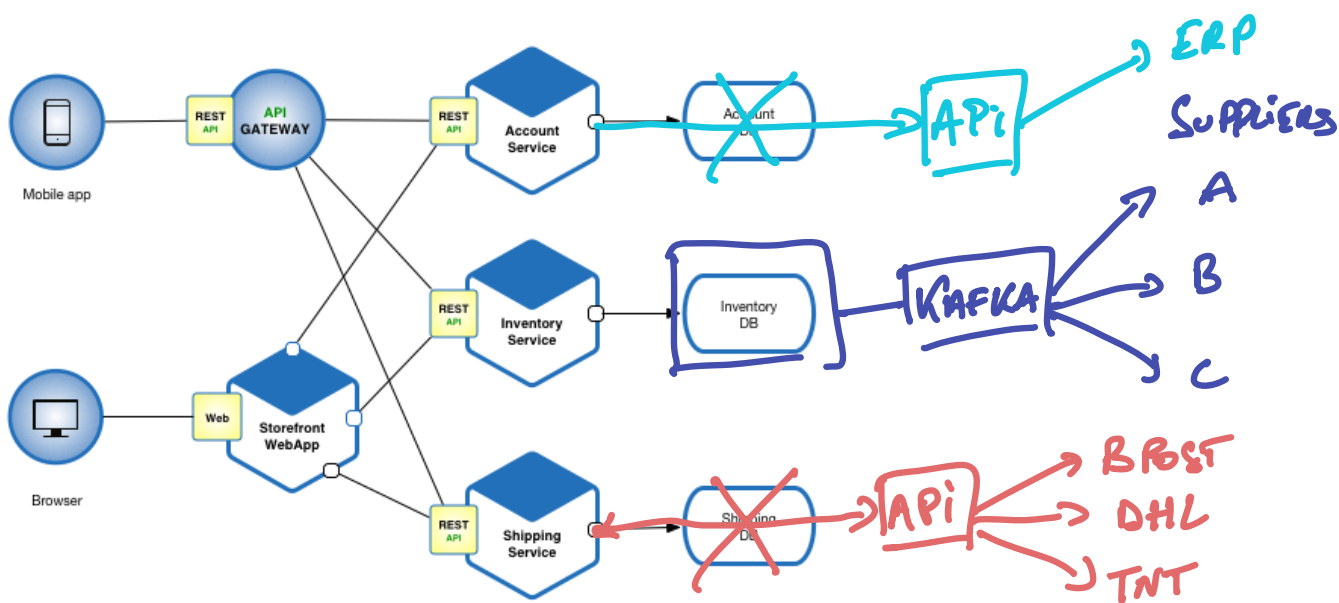 ERP
SUPPLIERS
REST
API
API
GATEWAY
REST
API
Account
Service
Account
DB
API
Mobile app
A
B
C
REST
API
Inventory
Service
Inventory
DB
KAFKA
Web
Storefront
WebApp
Browser
REST
API
Shipping
Service
Shipping
DB
API
BPOST
DHL
TNT